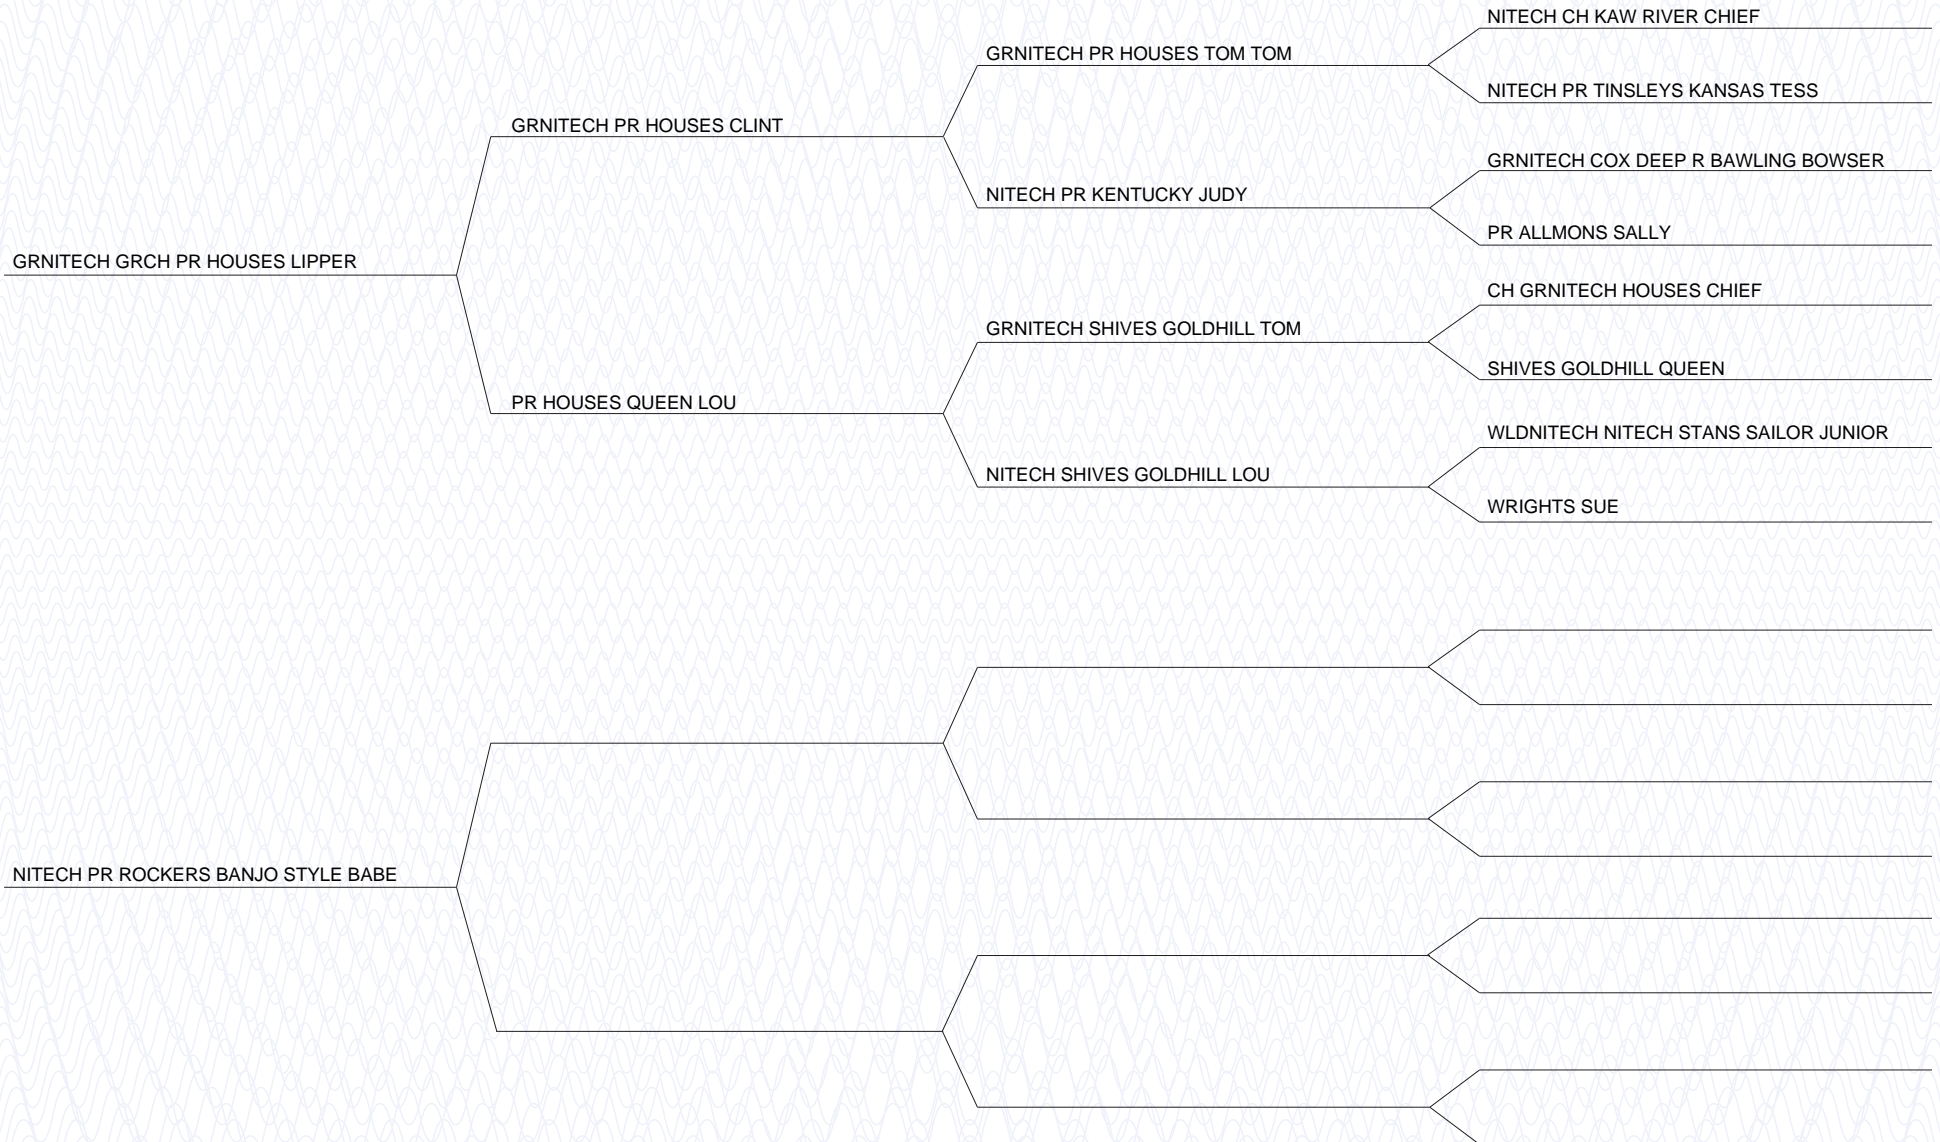 NITECH CH KAW RIVER CHIEF
GRNITECH PR HOUSES TOM TOM
NITECH PR TINSLEYS KANSAS TESS
GRNITECH PR HOUSES CLINT
GRNITECH COX DEEP R BAWLING BOWSER
NITECH PR KENTUCKY JUDY
PR ALLMONS SALLY
GRNITECH GRCH PR HOUSES LIPPER
CH GRNITECH HOUSES CHIEF
GRNITECH SHIVES GOLDHILL TOM
SHIVES GOLDHILL QUEEN
PR HOUSES QUEEN LOU
WLDNITECH NITECH STANS SAILOR JUNIOR
NITECH SHIVES GOLDHILL LOU
WRIGHTS SUE
NITECH PR ROCKERS BANJO STYLE BABE